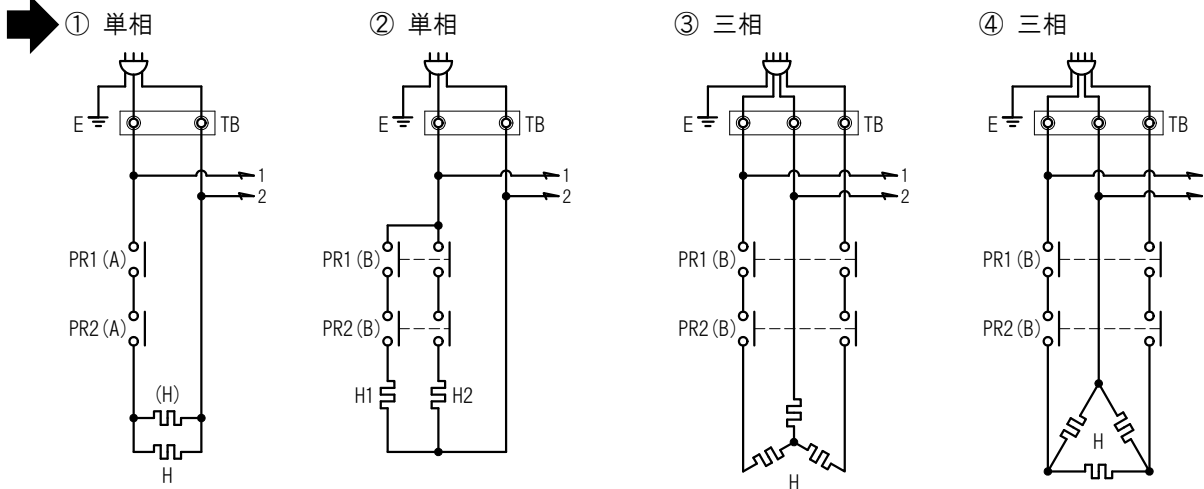 ① 単相
E
TB
1
2
PR1(A)
PR2(A)
(H)
H
② 単相
E
TB
1
2
PR1(B)
PR2(B)
H1
H2
③ 三相
E
TB
1
2
PR1(B)
PR2(B)
H
④ 三相
E
TB
PR1(B)
PR2(B)
H